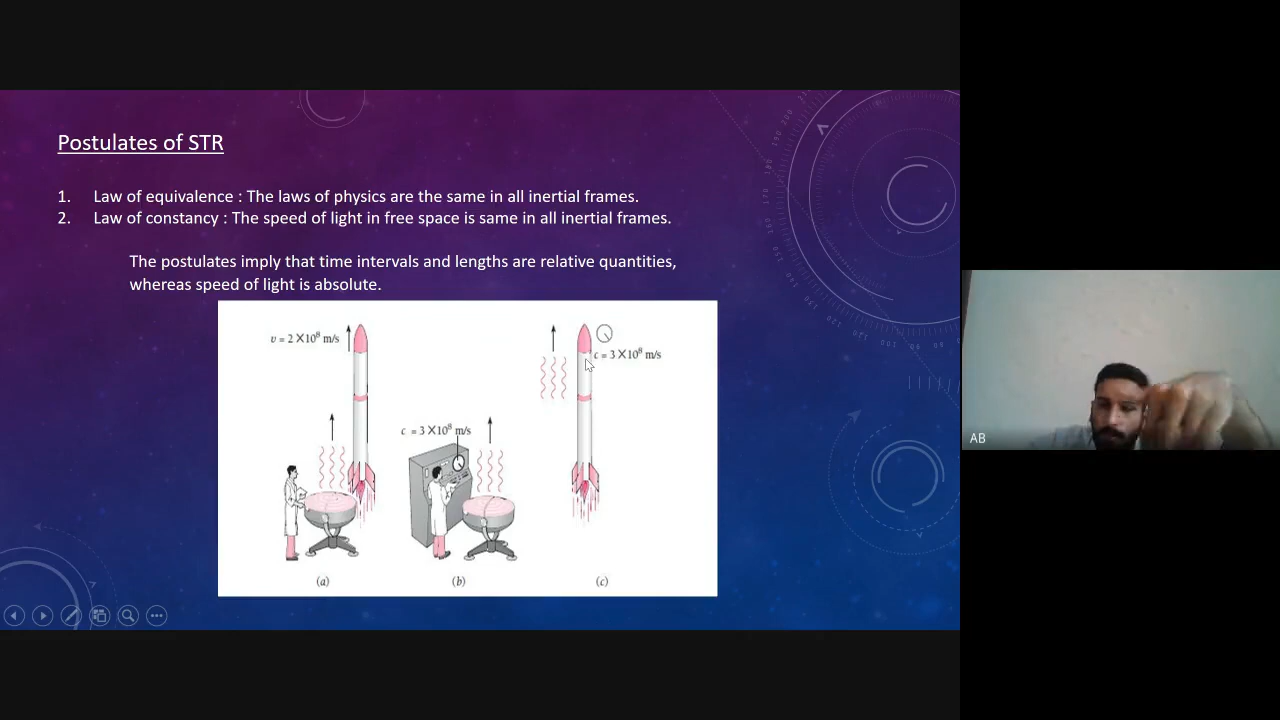 Postulates of STR
1. Law of equivalence : The laws of physics are the same in all inertial frames.
2. Law of constancy : The speed of light in free space is same in all inertial frames.
The postulates imply that time intervals and lengths are relative quantities,
whereas speed of light is absolute.
υ = 2 X 10⁸ m/s
c = 3 X 10⁸ m/s
c = 3 X 10⁸ m/s
(a) (b) (c)
AB